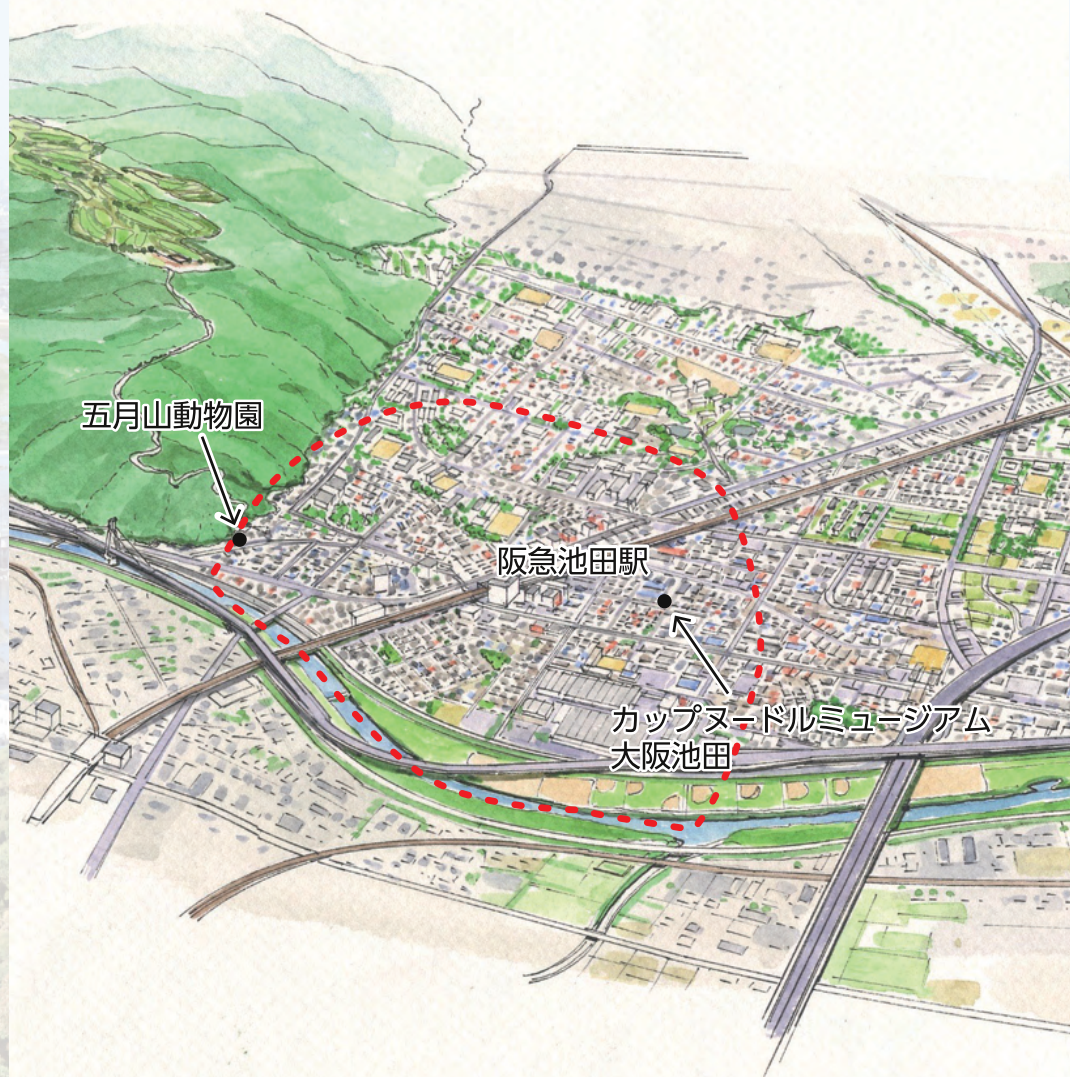 五月山動物園
阪急池田駅
カップヌードルミュージアム
大阪池田